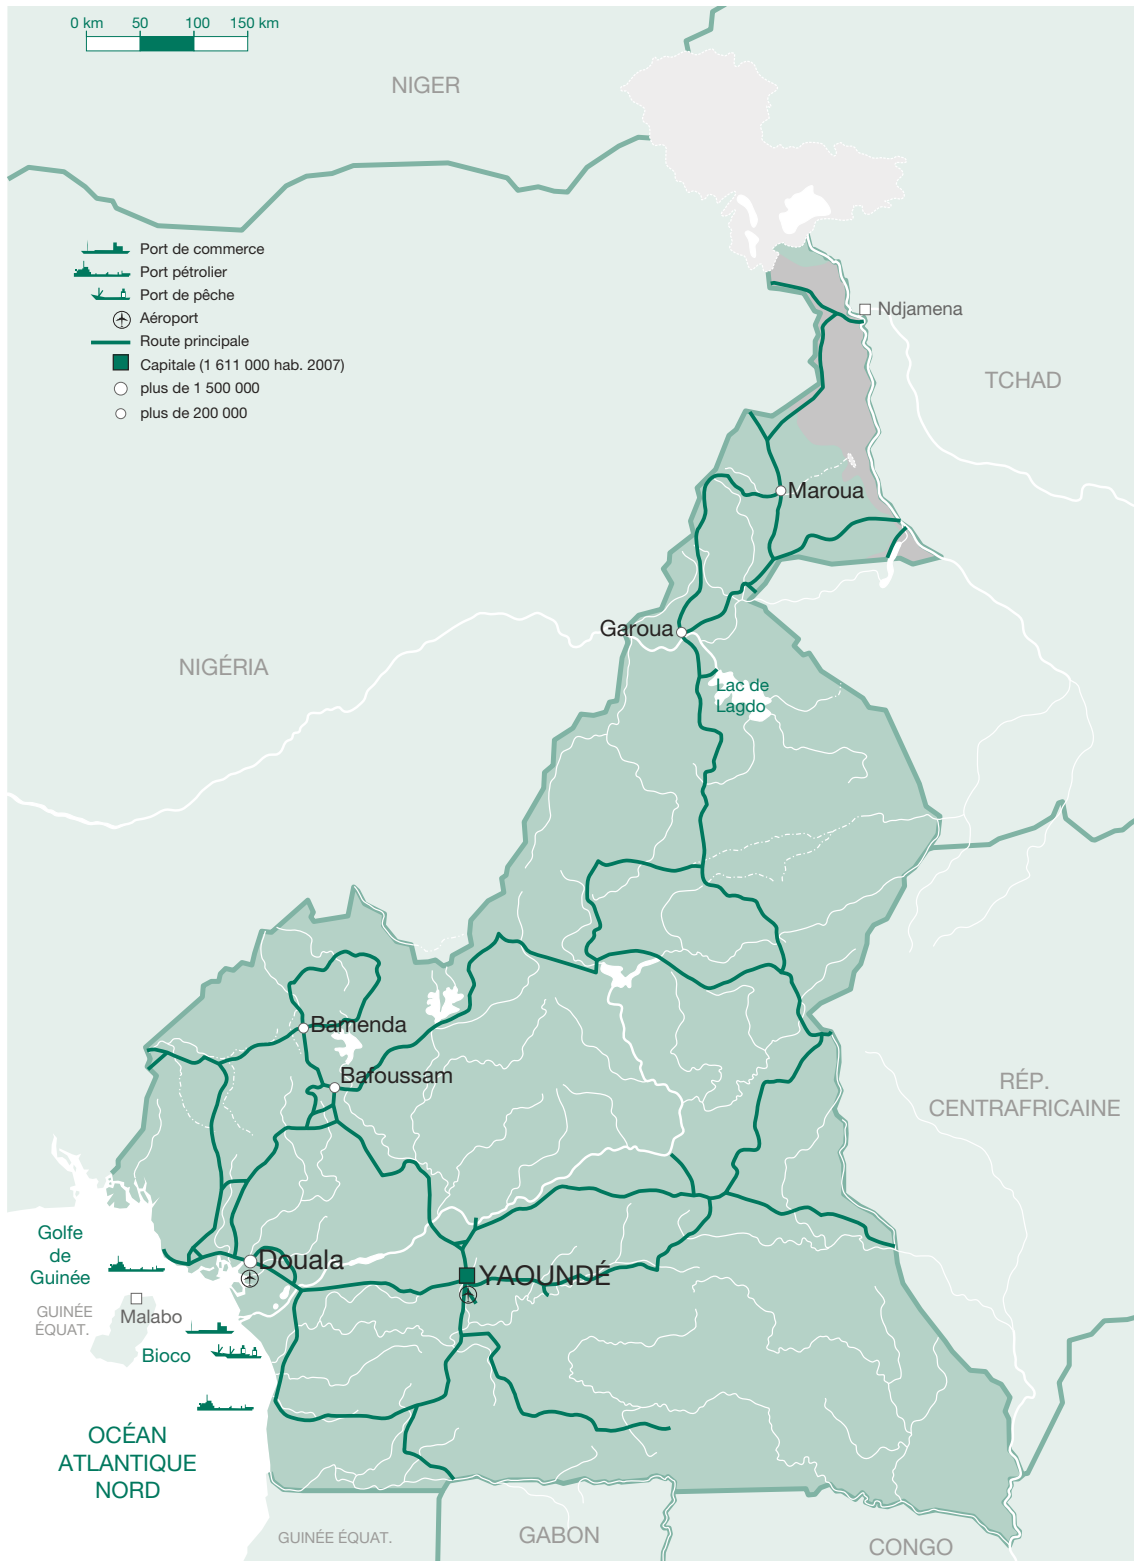 0 km 50 100 150 km
NIGER
Port de commerce
Port pétrolier
Port de pêche
Aéroport
Route principale
Capitale (1 611 000 hab. 2007)
plus de 1 500 000
plus de 200 000
Ndjamena
TCHAD
Maroua
Garoua
NIGÉRIA
Lac de
Lagdo
Bamenda
Bafoussam
RÉP.
CENTRAFRICAINE
Golfe
de
Guinée
Douala
YAOUNDÉ
GUINÉE
ÉQUAT.
Malabo
Bioco
OCÉAN
ATLANTIQUE
NORD
GUINÉE ÉQUAT.
GABON
CONGO